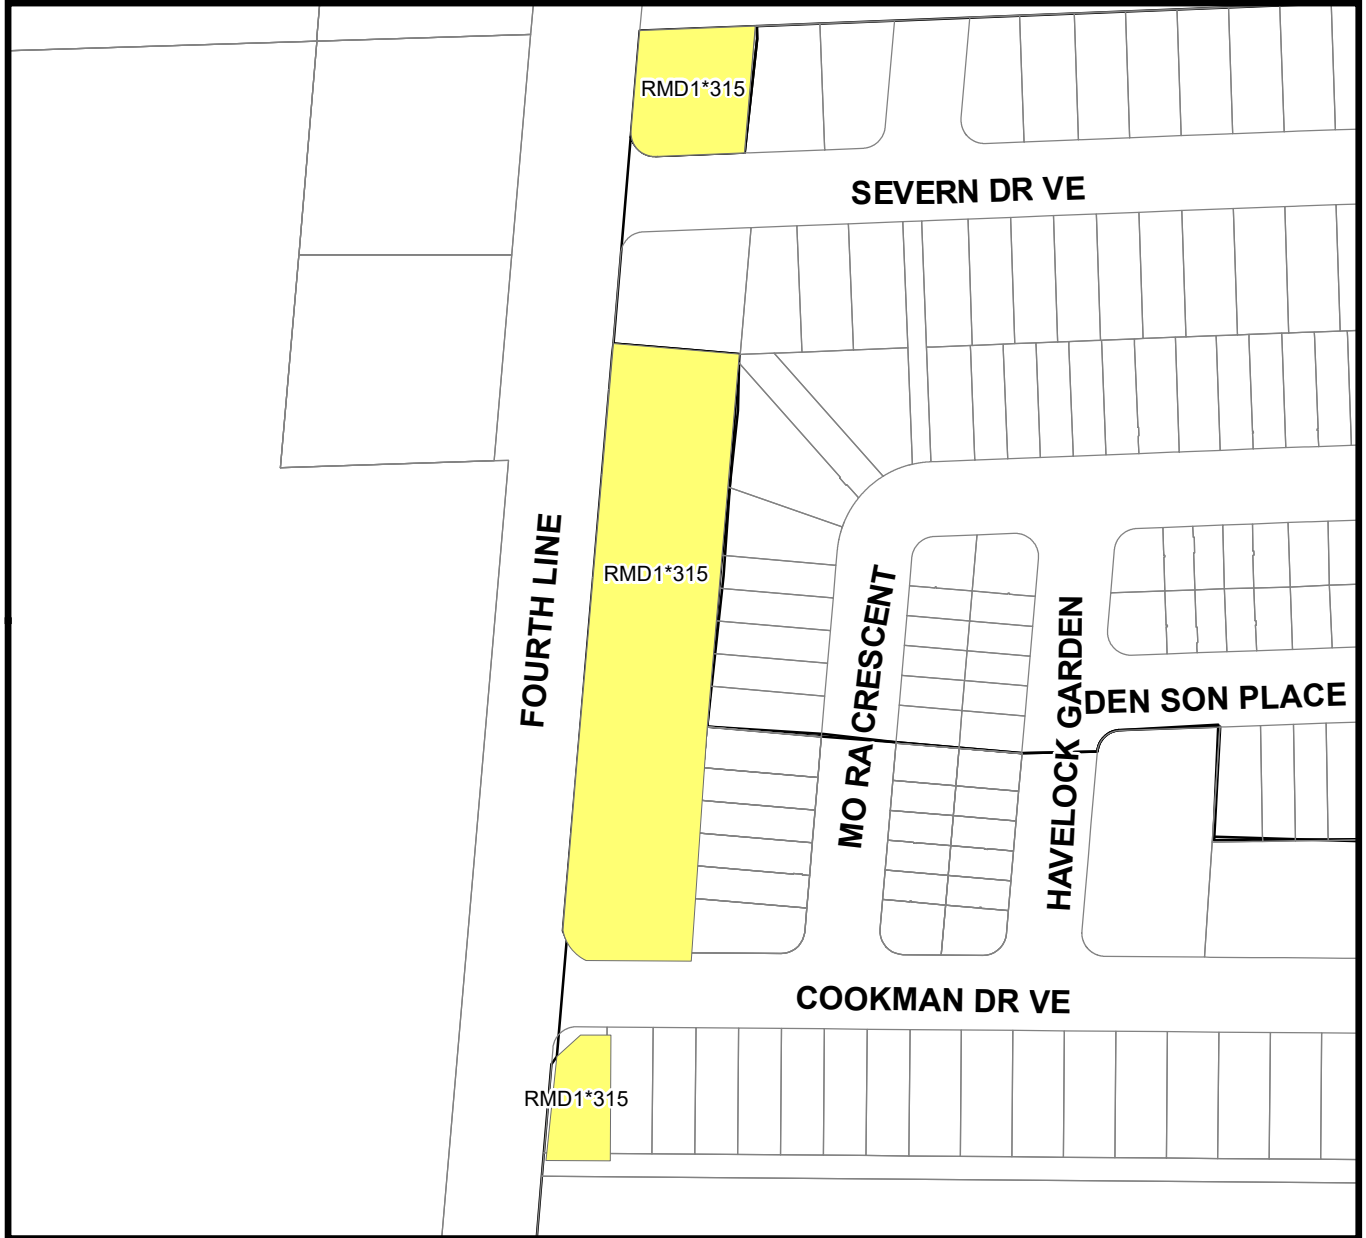 RMD1*315
SEVERN DR VE
FOURTH LINE
RMD1*315
MO RA CRESCENT
HAVELOCK GARDEN
DEN SON PLACE
COOKMAN DR VE
RMD1*315